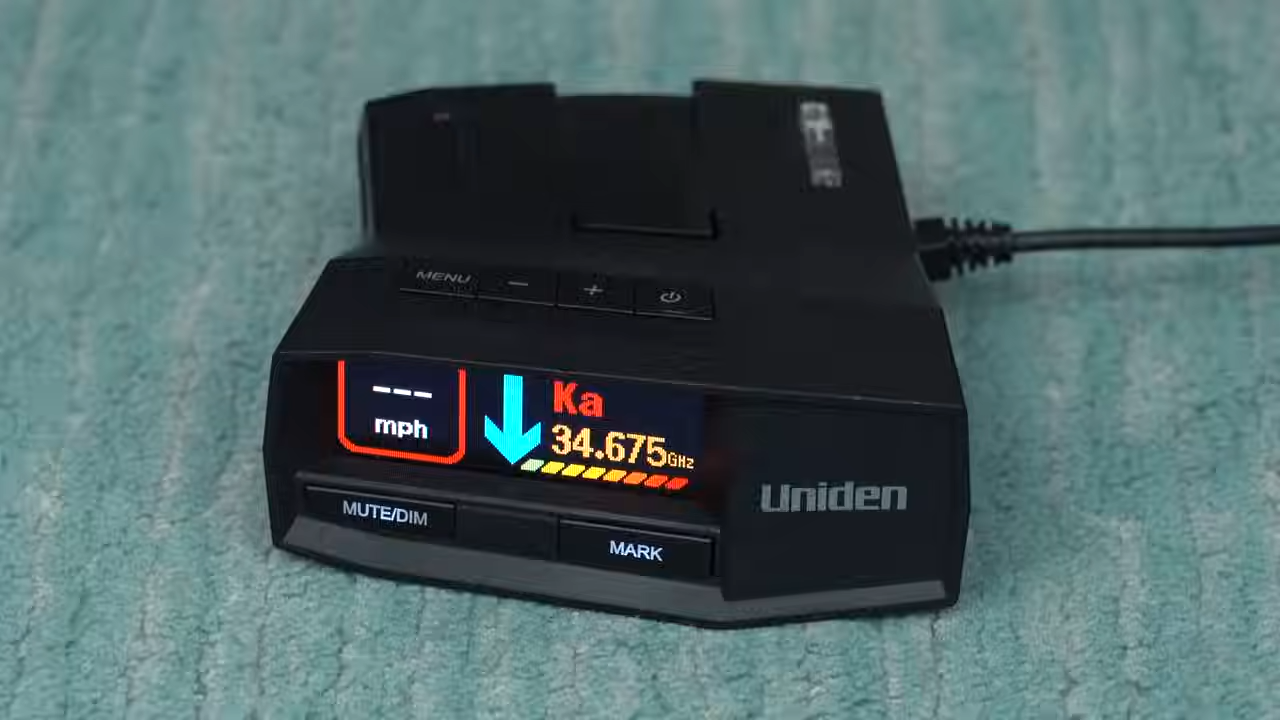 MENU − + 
--- 
mph
Ka
34.675GHz
MUTE/DIM
MARK
Uniden